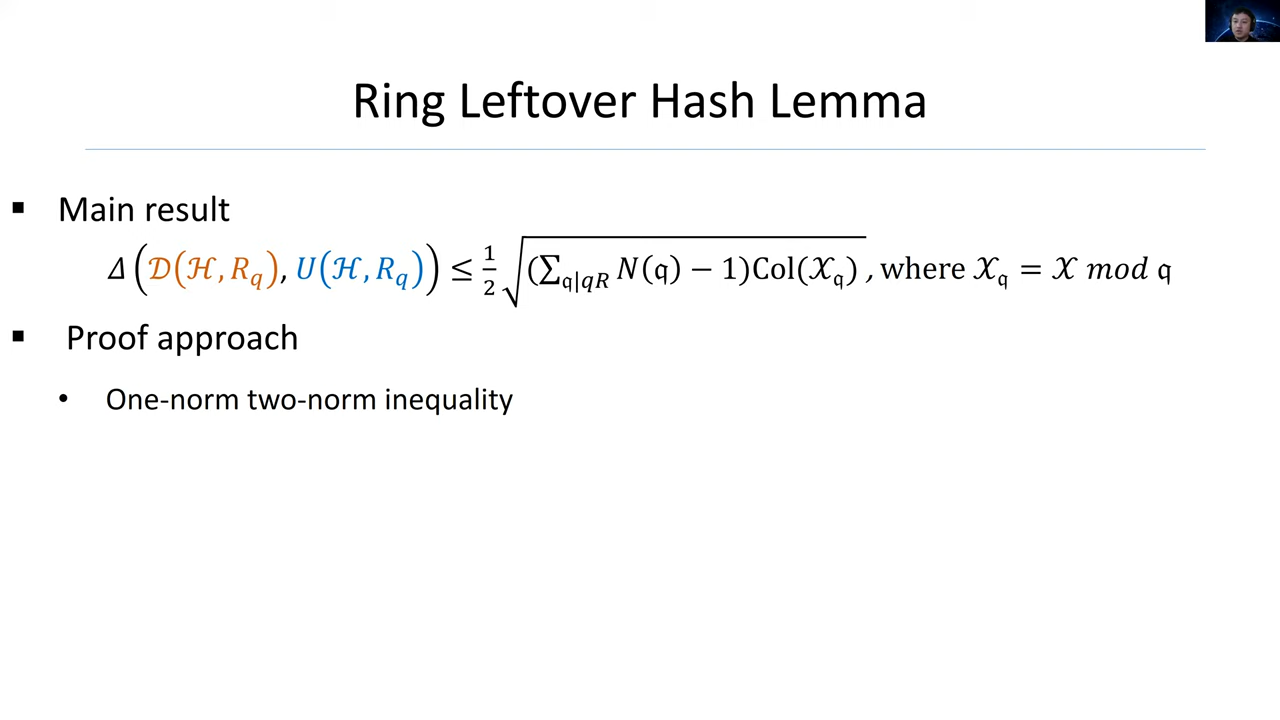 Ring Leftover Hash Lemma
▪ Main result
𝛥(𝒟(ℋ, R_q), U(ℋ, R_q)) ≤ 1/2 √((∑_{𝔮|qR} N(𝔮) − 1)Col(𝒳_𝔮)) , where 𝒳_𝔮 = 𝒳 mod 𝔮
▪ Proof approach
• One-norm two-norm inequality